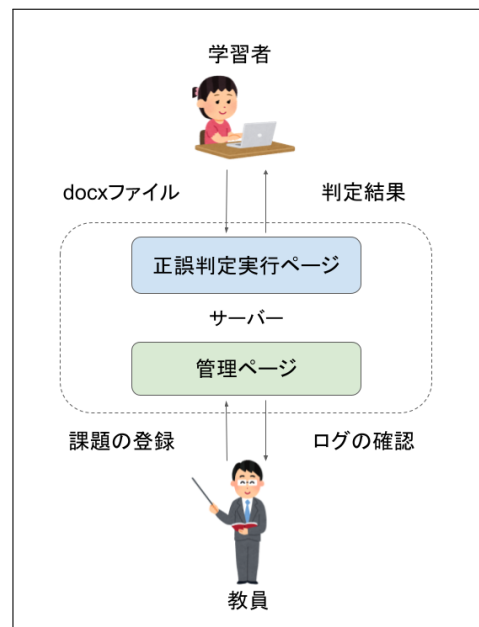 学習者
docxファイル
判定結果
正誤判定実行ページ
サーバー
管理ページ
課題の登録
ログの確認
教員